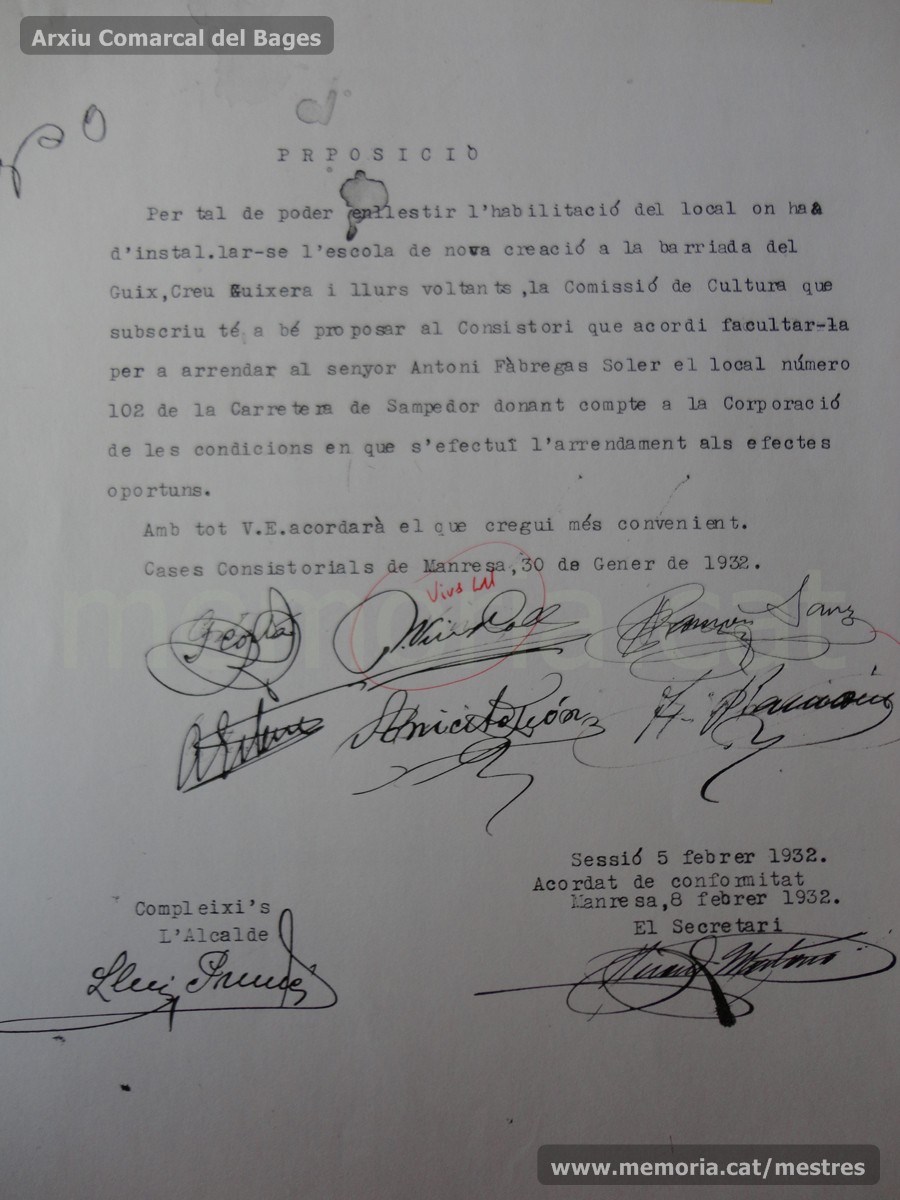 Arxiu Comarcal del Bages
PRPOSICIÒ
Per tal de poder enllestir l'habilitació del local on ha
d'instal.lar-se l'escola de nova creació a la barriada del
Guix,Creu Guixera i llurs voltants,la Comissió de Cultura que
subscriu té a bé proposar al Consistori que acordi facultar-la
per a arrendar al senyor Antoni Fàbregas Soler el local número
102 de la Carretera de Sampedor donant compte a la Corporació
de les condicions en que s'efectuï l'arrendament als efectes
oportuns.
Amb tot V.E.acordarà el que cregui més convenient.
Cases Consistorials de Manresa,30 de Gener de 1932.
memoria.cat
Sessió 5 febrer 1932.
Acordat de conformitat
Manresa,8 febrer 1932.
El Secretari
Compleixi's
L'Alcalde
www.memoria.cat/mestres